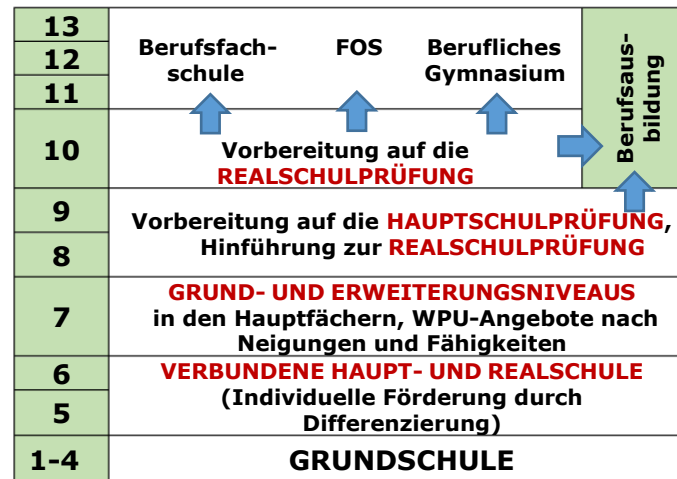 13
12
11
Berufsfach-
schule
FOS
Berufliches
Gymnasium
Berufsaus-
bildung
10
Vorbereitung auf die
REALSCHULPRÜFUNG
9
8
Vorbereitung auf die HAUPTSCHULPRÜFUNG,
Hinführung zur REALSCHULPRÜFUNG
7
GRUND- UND ERWEITERUNGSNIVEAUS
in den Hauptfächern, WPU-Angebote nach
Neigungen und Fähigkeiten
6
5
VERBUNDENE HAUPT- UND REALSCHULE
(Individuelle Förderung durch
Differenzierung)
1-4
GRUNDSCHULE